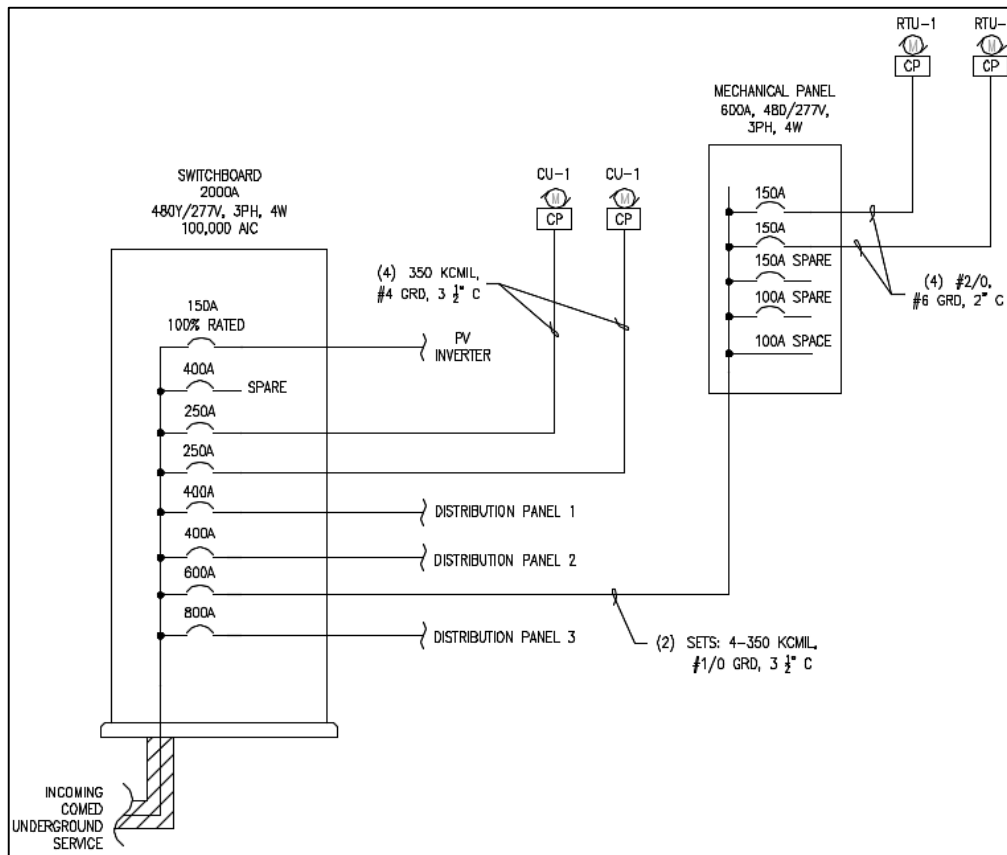 RTU-1
RTU-
M
M
CP
CP
MECHANICAL PANEL
600A, 480/277V,
3PH, 4W
150A
150A
150A SPARE
100A SPARE
100A SPACE
(4) #2/0,
#6 GRD, 2" C
CU-1
CU-1
M
M
CP
CP
SWITCHBOARD
2000A
480Y/277V, 3PH, 4W
100,000 AIC
(4) 350 KCMIL,
#4 GRD, 3 ½" C
150A
100% RATED
PV
INVERTER
400A
SPARE
250A
250A
400A
DISTRIBUTION PANEL 1
400A
DISTRIBUTION PANEL 2
600A
800A
DISTRIBUTION PANEL 3
(2) SETS: 4-350 KCMIL,
#1/0 GRD, 3 ½" C
INCOMING
COMED
UNDERGROUND
SERVICE